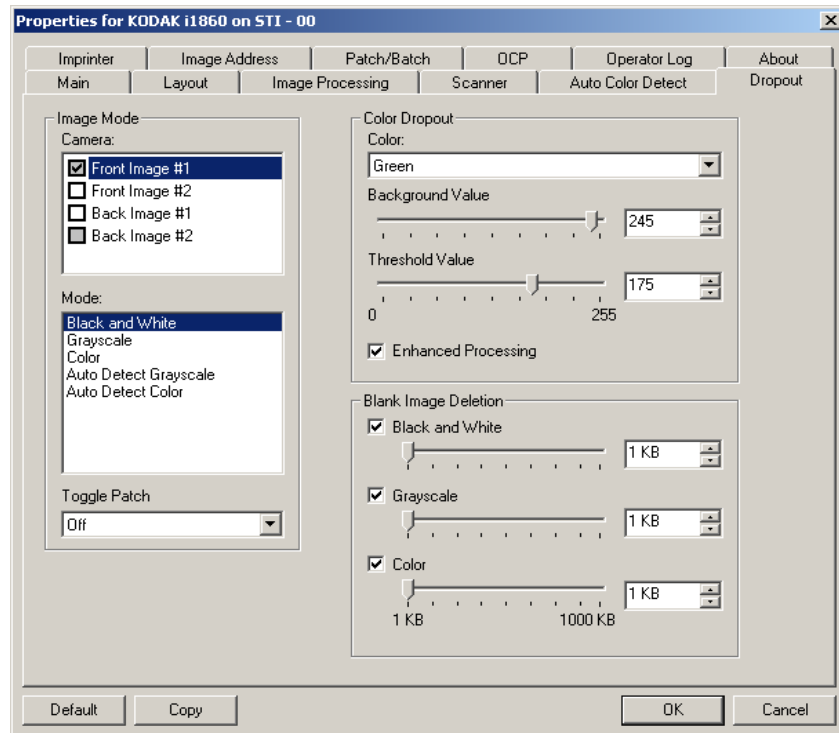 Properties for KODAK i1860 on STI - 00
Imprinter Image Address Patch/Batch OCP Operator Log About
Main Layout Image Processing Scanner Auto Color Detect Dropout
Image Mode
Camera:
Front Image #1
Front Image #2
Back Image #1
Back Image #2
Mode:
Black and White
Grayscale
Color
Auto Detect Grayscale
Auto Detect Color
Toggle Patch
Off
Color Dropout
Color:
Green
Background Value
245
Threshold Value
175
0 255
Enhanced Processing
Blank Image Deletion
Black and White
1 KB
Grayscale
1 KB
Color
1 KB
1 KB 1000 KB
Default Copy OK Cancel